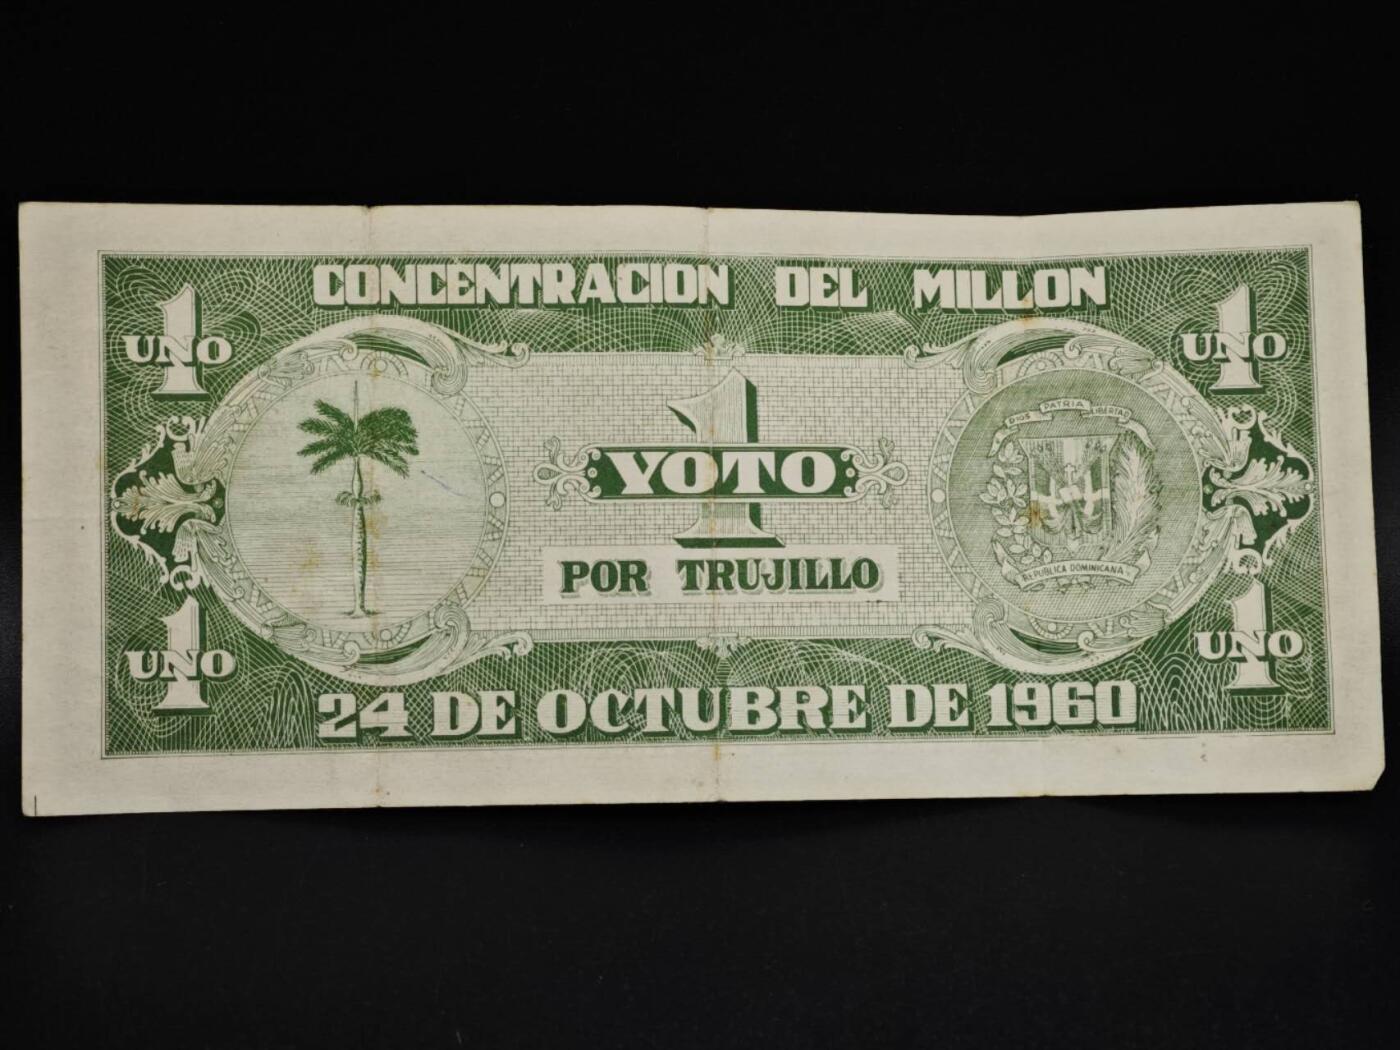 CONCENTRACION DEL MILLON
1 UNO
1 UNO
DIOS PATRIA LIBERTAD
1 VOTO
POR TRUJILLO
REPUBLICA DOMINICANA
1 UNO
1 UNO
24 DE OCTUBRE DE 1960